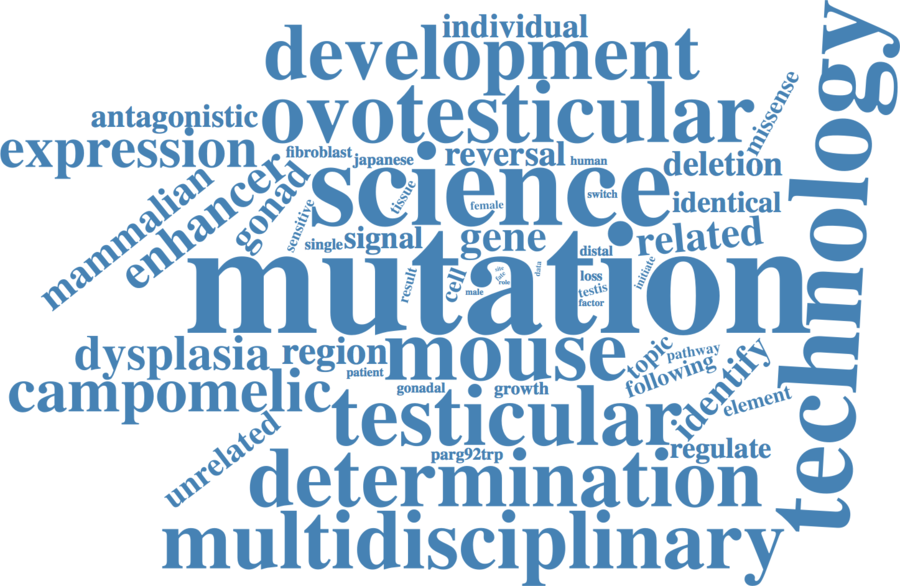 individual
development
technology
ovotesticular
antagonistic
missense
expression
fibroblast
japanese
reversal
human
deletion
mammalian
enhancer
gonad
science
tissue
female
switch
identical
sensitive
single
signal
gene
distal
related
mutation
result
cell
male
site
fate
role
data
loss
testis
factor
initiate
dysplasia
region
mouse
topic
pathway
patient
following
identify
campomelic
gonadal
growth
element
testicular
unrelated
parg92trp
regulate
determination
multidisciplinary